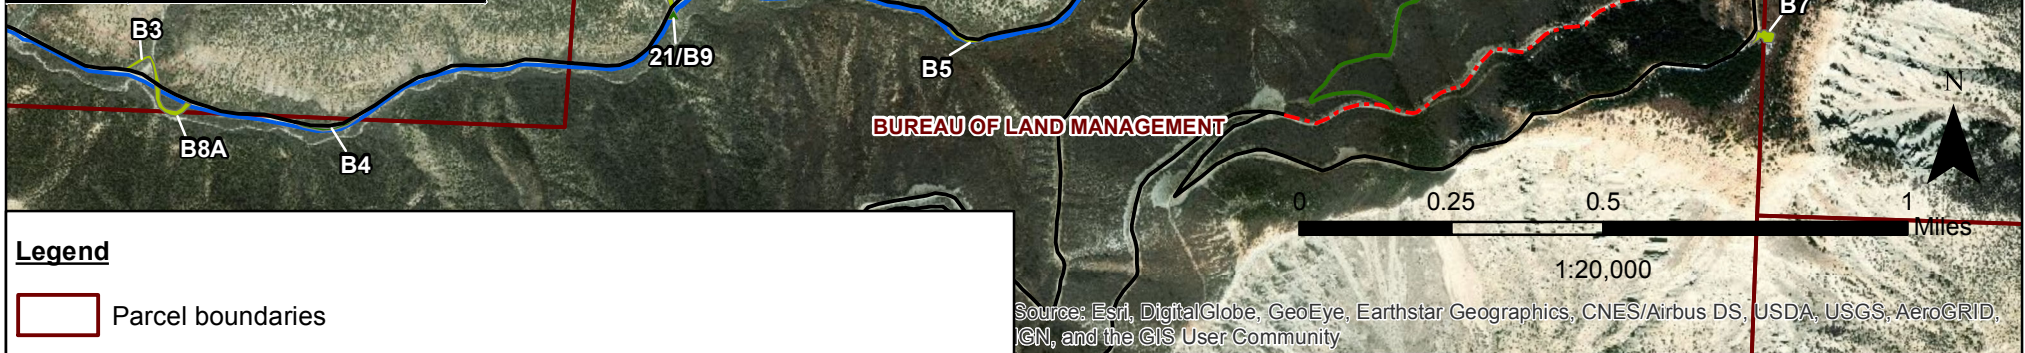 B3
B7
21/B9
B5
N
BUREAU OF LAND MANAGEMENT
B8A
B4
0 0.25 0.5 1
Miles
1:20,000
Legend
Parcel boundaries
Source: Esri, DigitalGlobe, GeoEye, Earthstar Geographics, CNES/Airbus DS, USDA, USGS, AeroGRID,
IGN, and the GIS User Community